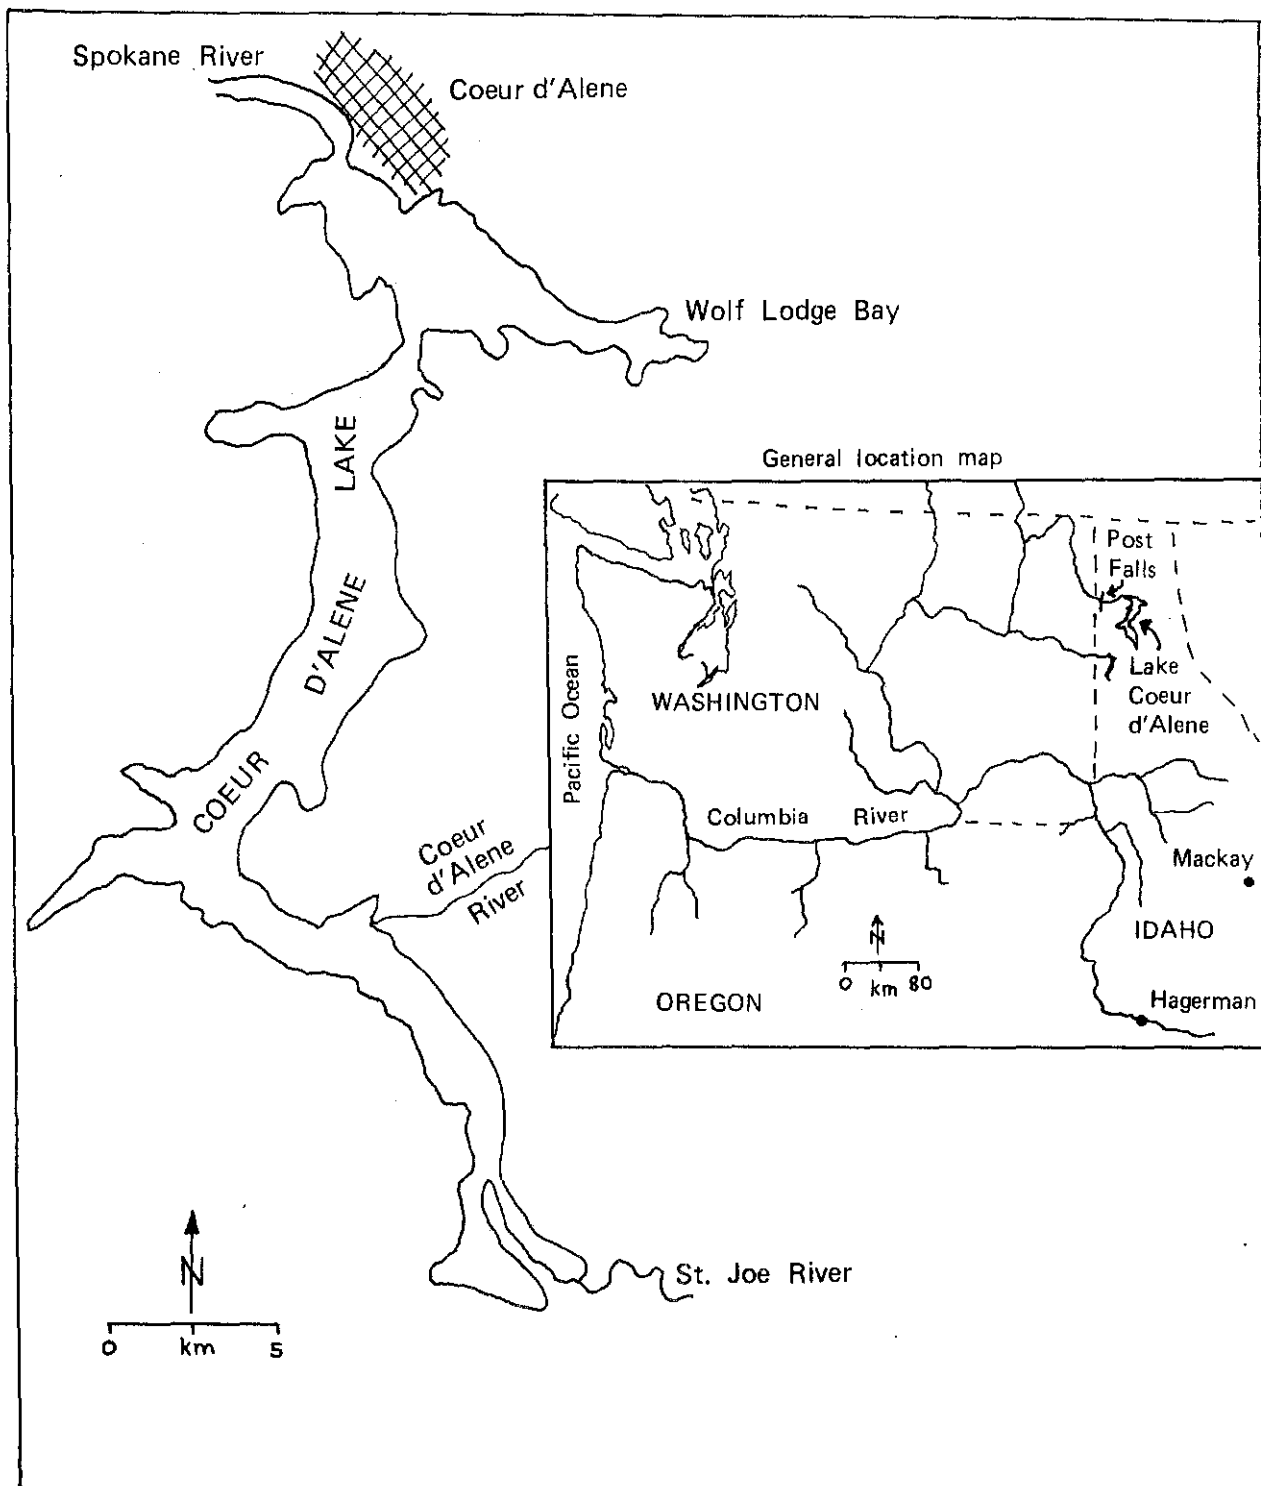 Spokane River
Coeur d'Alene
Wolf Lodge Bay
LAKE
D'ALENE
COEUR
Coeur
d'Alene
River
St. Joe River
N
0 km 5
General location map
Post
Falls
Lake
Coeur
d'Alene
WASHINGTON
Pacific Ocean
Columbia River
Mackay
IDAHO
N
0 km 80
OREGON
Hagerman